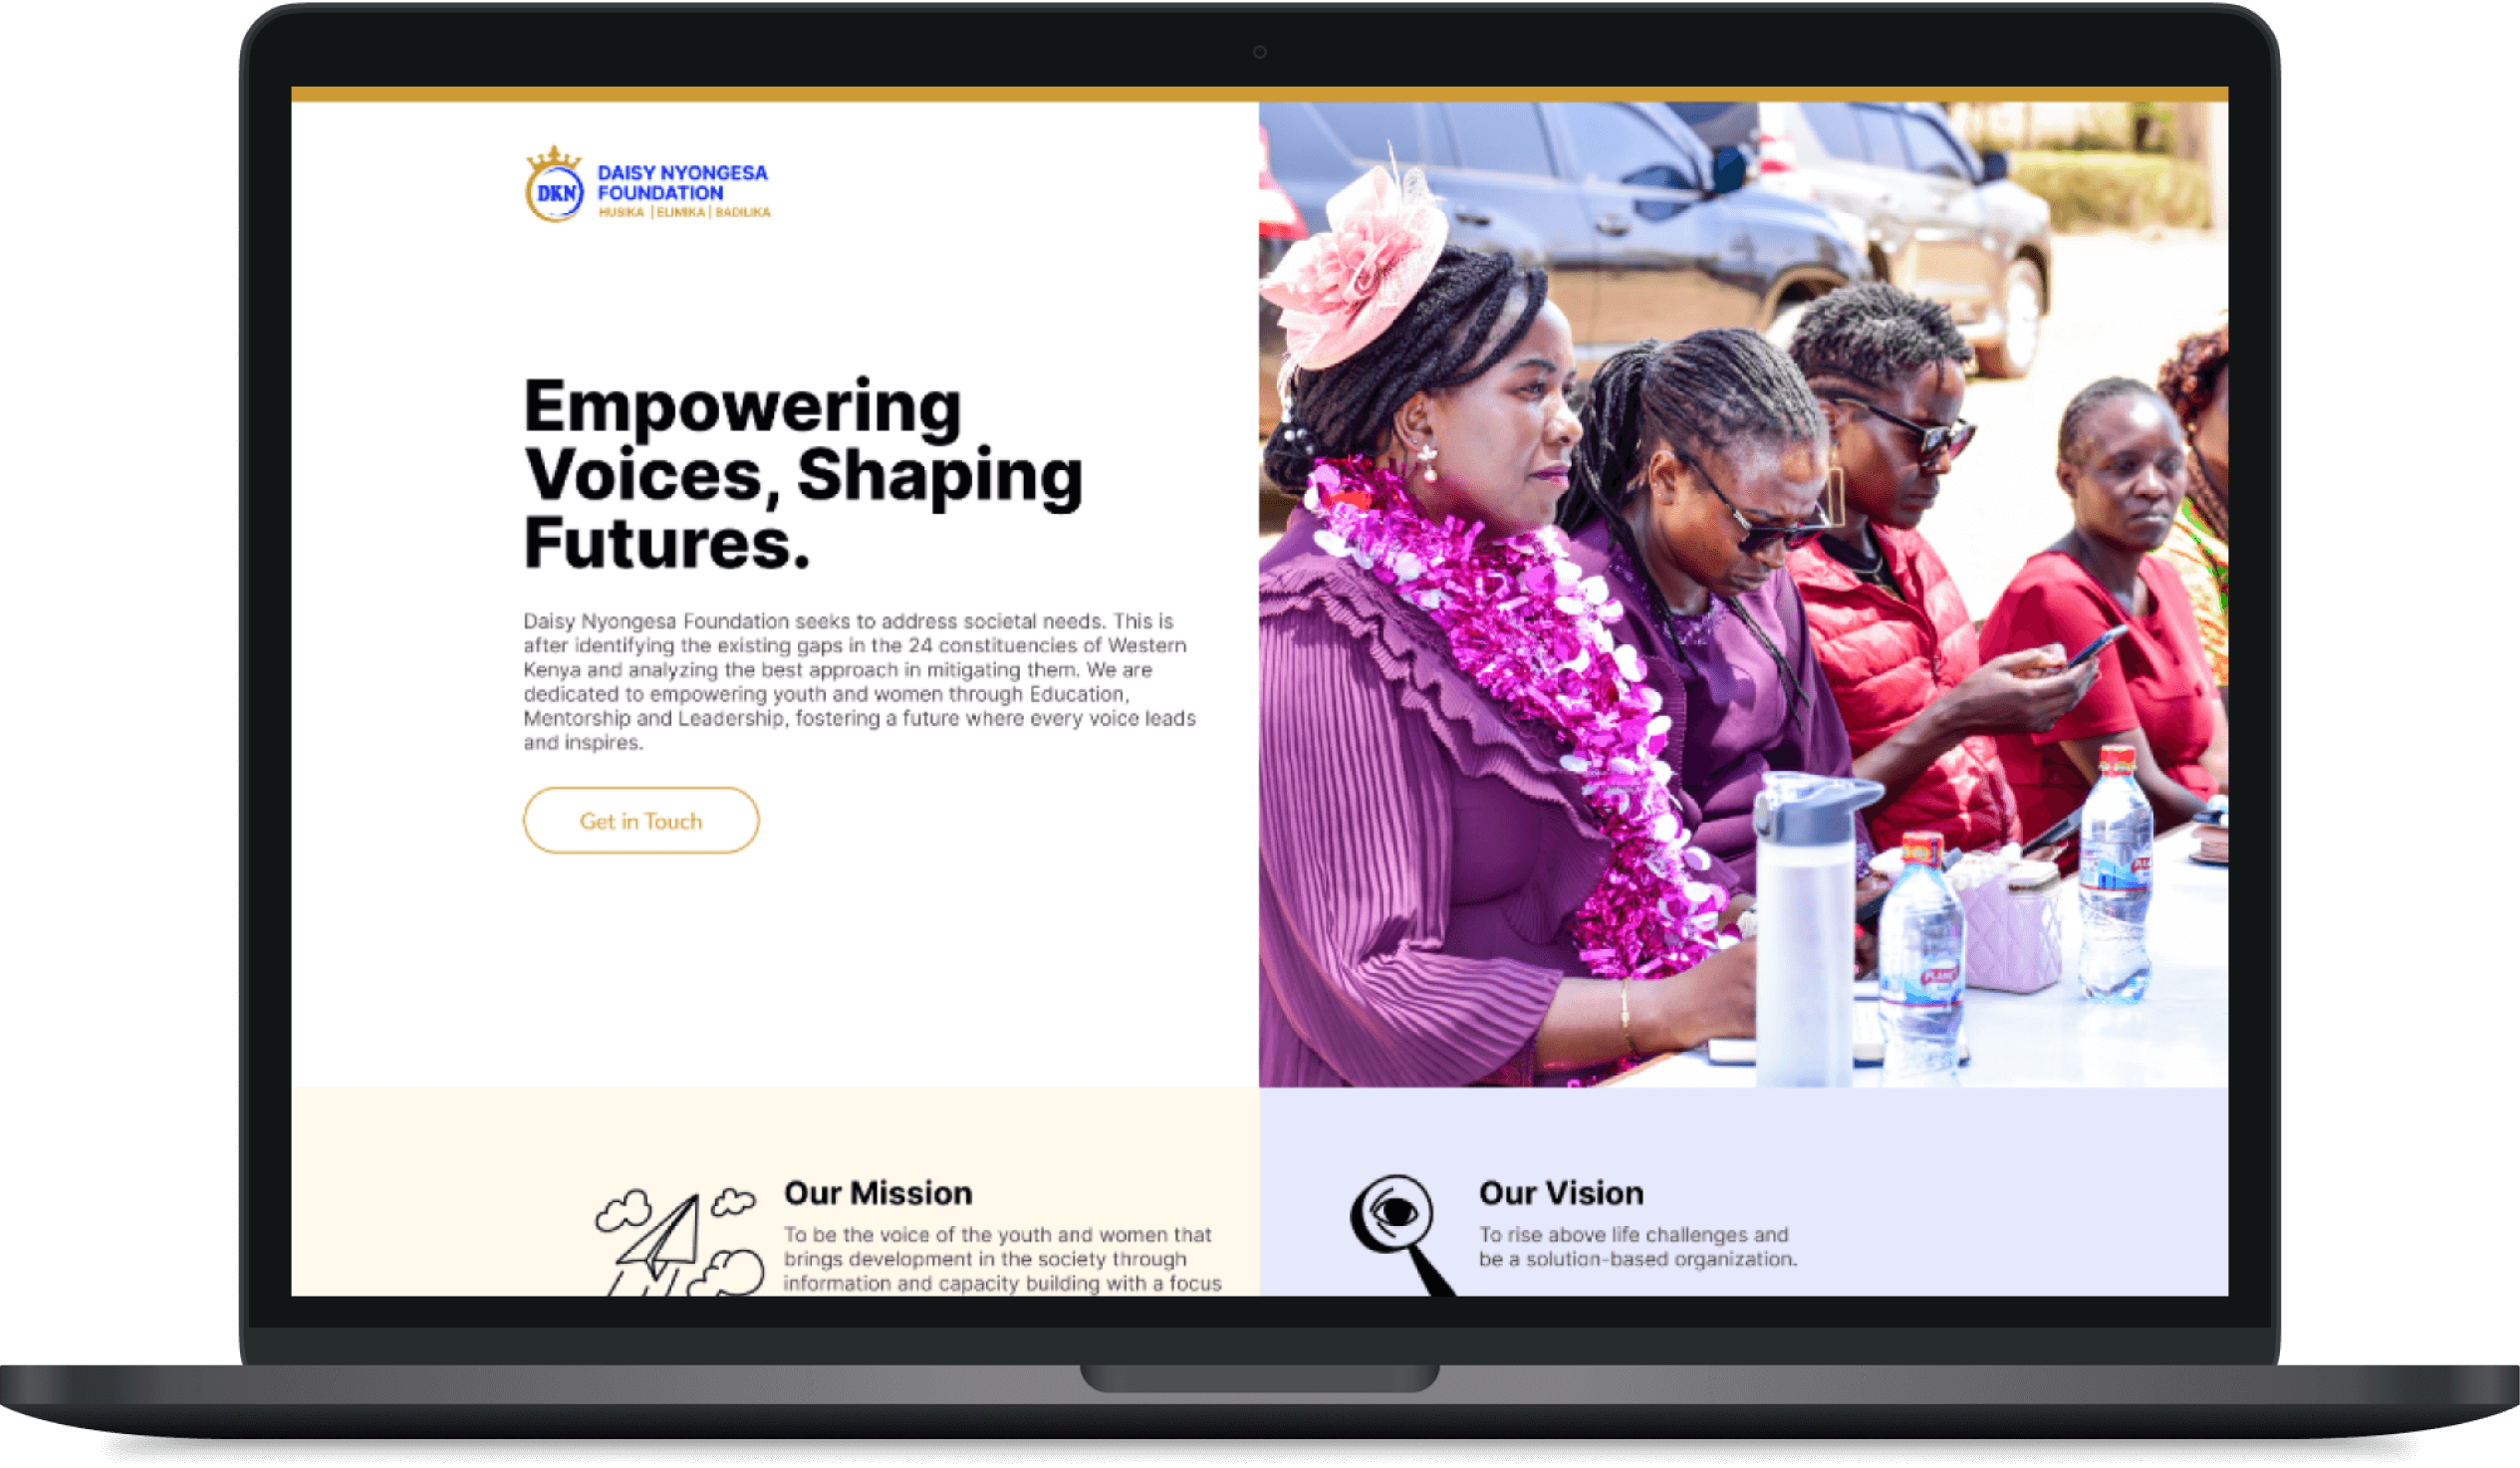 DKN
DAISY NYONGESA
FOUNDATION
HUSIKA | ELIMIKA | BADILIKA
Empowering
Voices, Shaping
Futures.
Daisy Nyongesa Foundation seeks to address societal needs. This is
after identifying the existing gaps in the 24 constituencies of Western
Kenya and analyzing the best approach in mitigating them. We are
dedicated to empowering youth and women through Education,
Mentorship and Leadership, fostering a future where every voice leads
and inspires.
Get in Touch
Our Mission
To be the voice of the youth and women that
brings development in the society through
information and capacity building with a focus
Our Vision
To rise above life challenges and
be a solution-based organization.